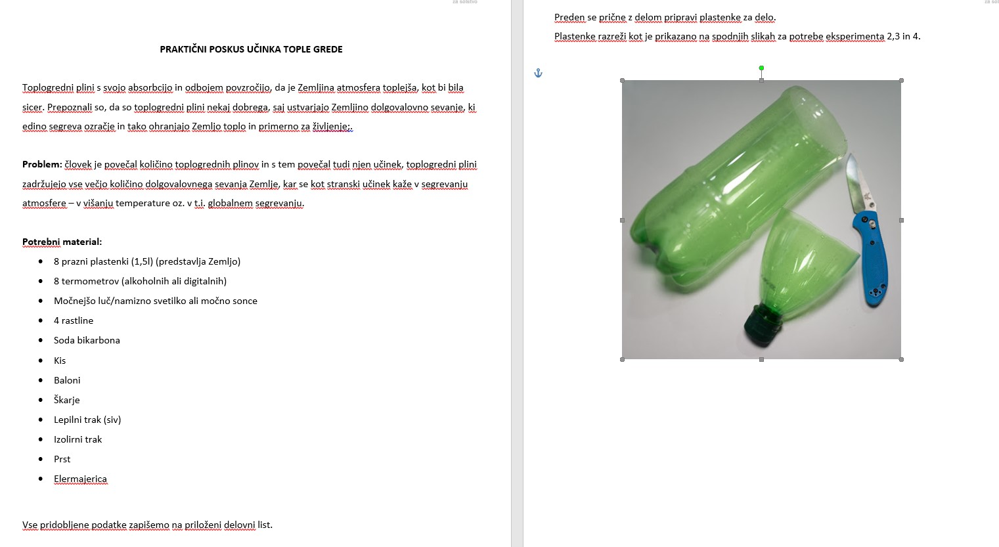 za šolstvo
PRAKTIČNI POSKUS UČINKA TOPLE GREDE
Toplogredni plini s svojo absorbcijo in odbojem povzročijo, da je Zemljina atmosfera toplejša, kot bi bila
sicer. Prepoznali so, da so toplogredni plini nekaj dobrega, saj ustvarjajo Zemljino dolgovalovno sevanje, ki
edino segreva ozračje in tako ohranjajo Zemljo toplo in primerno za življenje;.
Problem: človek je povečal količino toplogrednih plinov in s tem povečal tudi njen učinek, toplogredni plini
zadržujejo vse večjo količino dolgovalovnega sevanja Zemlje, kar se kot stranski učinek kaže v segrevanju
atmosfere – v višanju temperature oz. v t.i. globalnem segrevanju.
Potrebni material:
• 8 prazni plastenki (1,5l) (predstavlja Zemljo)
• 8 termometrov (alkoholnih ali digitalnih)
• Močnejšo luč/namizno svetilko ali močno sonce
• 4 rastline
• Soda bikarbona
• Kis
• Baloni
• Škarje
• Lepilni trak (siv)
• Izolirni trak
• Prst
• Elermajerica
Vse pridobljene podatke zapišemo na priloženi delovni list.
za šol
Preden se prične z delom pripravi plastenke za delo.
Plastenke razreži kot je prikazano na spodnjih slikah za potrebe eksperimenta 2,3 in 4.